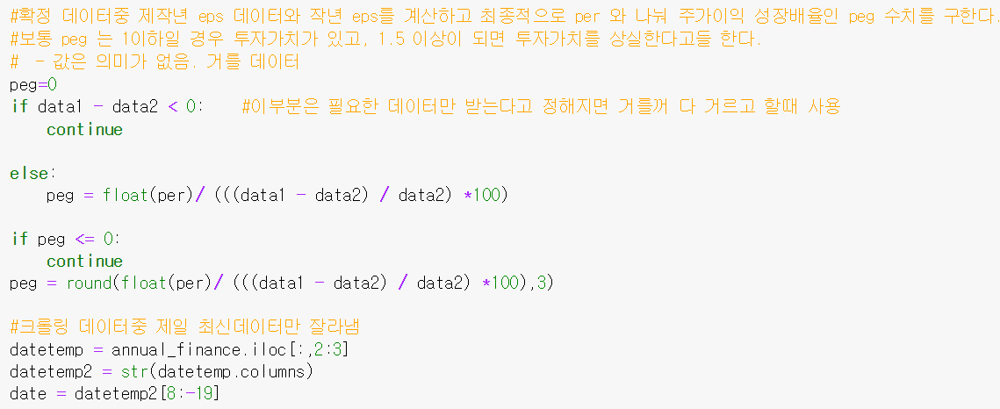 #확정 데이터중 제작년 eps 데이터와 작년 eps를 계산하고 최종적으로 per 와 나눠 주가이익 성장배율인 peg 수치를 구한다.
#보통 peg 는 1이하일 경우 투자가치가 있고, 1.5 이상이 되면 투자가치를 상실한다고들 한다.
#  - 값은 의미가 없음. 거를 데이터
peg=0
if data1 - data2 < 0:    #이부분은 필요한 데이터만 받는다고 정해지면 거를꺼 다 거르고 할때 사용
    continue
else:
    peg = float(per)/ (((data1 - data2) / data2) *100)
if peg <= 0:
    continue
peg = round(float(per)/ (((data1 - data2) / data2) *100),3)
#크롤링 데이터중 제일 최신데이터만 잘라냄
datetemp = annual_finance.iloc[:,2:3]
datetemp2 = str(datetemp.columns)
date = datetemp2[8:-19]